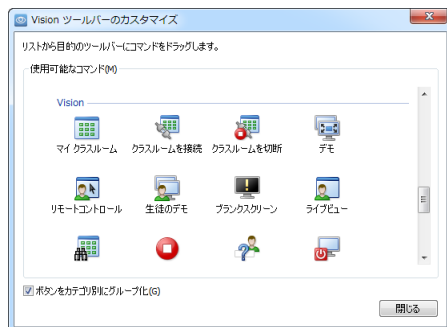 Vision ツールバーのカスタマイズ
リストから目的のツールバーにコマンドをドラッグします。
使用可能なコマンド(M)
Vision
マイ クラスルーム クラスルームを接続 クラスルームを切断 デモ
リモートコントロール 生徒のデモ ブランクスクリーン ライブビュー
ボタンをカテゴリ別にグループ化(G)
閉じる